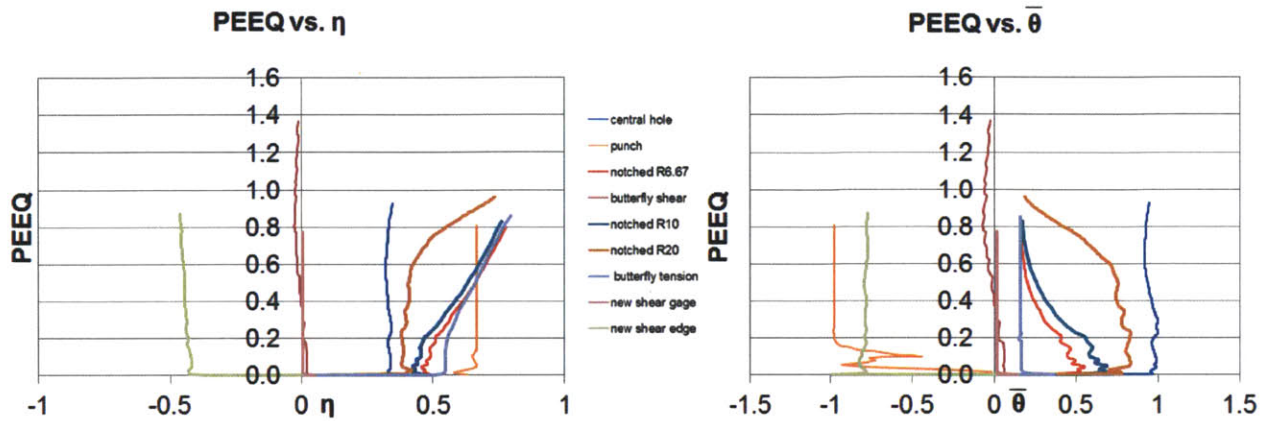 PEEQ vs. η
PEEQ
1.6
1.4
1.2
1.0
0.8
0.6
0.4
0.2
0.0
-1
-0.5
0
η
0.5
1
central hole
punch
notched R6.67
butterfly shear
notched R10
notched R20
butterfly tension
new shear gage
new shear edge
PEEQ vs. θ̅
PEEQ
1.6
1.4
1.2
1.0
0.8
0.6
0.4
0.2
0.0
-1.5
-1
-0.5
0
θ̅
0.5
1
1.5